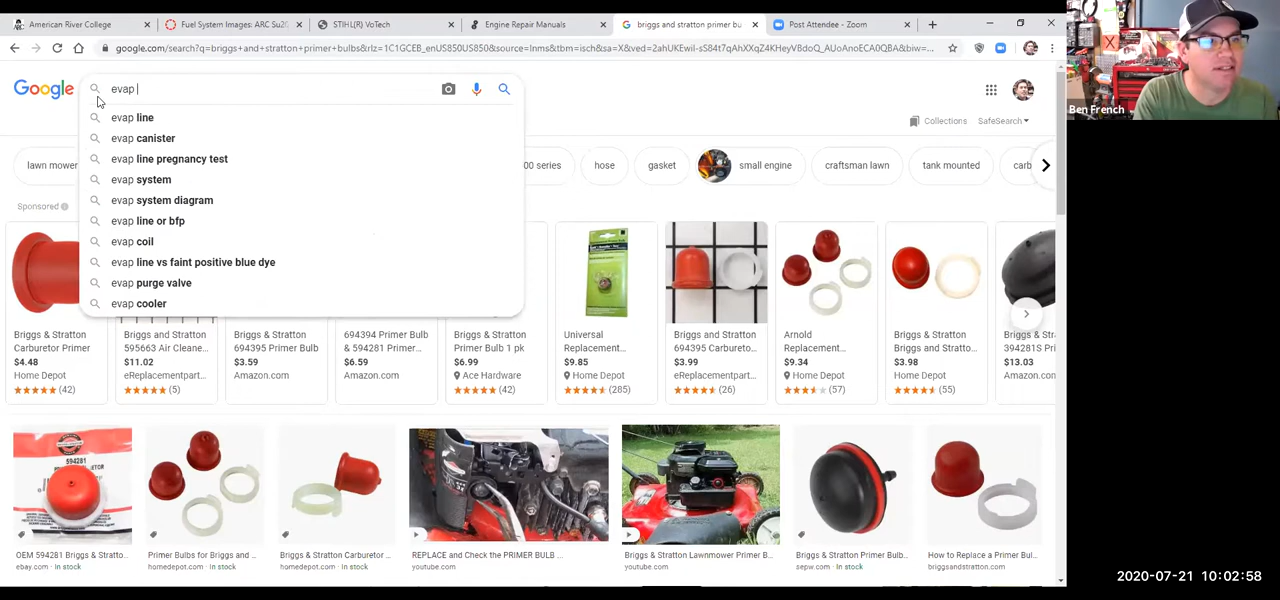 American River College
Fuel System Images: ARC Su20
STIHL(R) VoTech
Engine Repair Manuals
briggs and stratton primer bu
Post Attendee - Zoom
google.com/search?q=briggs+and+stratton+primer+bulbs&rlz=1C1GCEB_enUS850US850&source=lnms&tbm=isch&sa=X&ved=2ahUKEwil-sS84t7qAhXXqZ4KHeyVBdoQ_AUoAnoECA0QBA&biw=...
Google
evap
evap line
evap canister
evap line pregnancy test
evap system
evap system diagram
evap line or bfp
evap coil
evap line vs faint positive blue dye
evap purge valve
evap cooler
Ben French
Collections
SafeSearch
lawn mower
00 series
hose
gasket
small engine
craftsman lawn
tank mounted
carb
Sponsored
Briggs & Stratton
Carburetor Primer
$4.48
Home Depot
(42)
Briggs and Stratton
595663 Air Cleane...
$11.02
eReplacementpart...
(5)
Briggs & Stratton
694395 Primer Bulb
$3.59
Amazon.com
694394 Primer Bulb
& 594281 Primer...
$6.59
Amazon.com
Briggs & Stratton
Primer Bulb 1 pk
$6.99
Ace Hardware
(42)
Universal
Replacement...
$9.85
Home Depot
(285)
Briggs and Stratton
694395 Carbureto...
$3.99
eReplacementpart...
(26)
Arnold
Replacement...
$9.34
Home Depot
(57)
Briggs & Stratton
Briggs and Stratto...
$3.98
Home Depot
(55)
Briggs & Stra
394281S Pri
$13.03
Amazon.com
594281
OEM 594281 Briggs & Stratto...
ebay.com · In stock
Primer Bulbs for Briggs and ...
homedepot.com · In stock
Briggs & Stratton Carburetor ...
homedepot.com · In stock
REPLACE and Check the PRIMER BULB ...
youtube.com
Briggs & Stratton Lawnmower Primer B...
youtube.com
Briggs & Stratton Primer Bulb...
sepw.com · In stock
How to Replace a Primer Bul...
briggsandstratton.com
2020-07-21 10:02:58